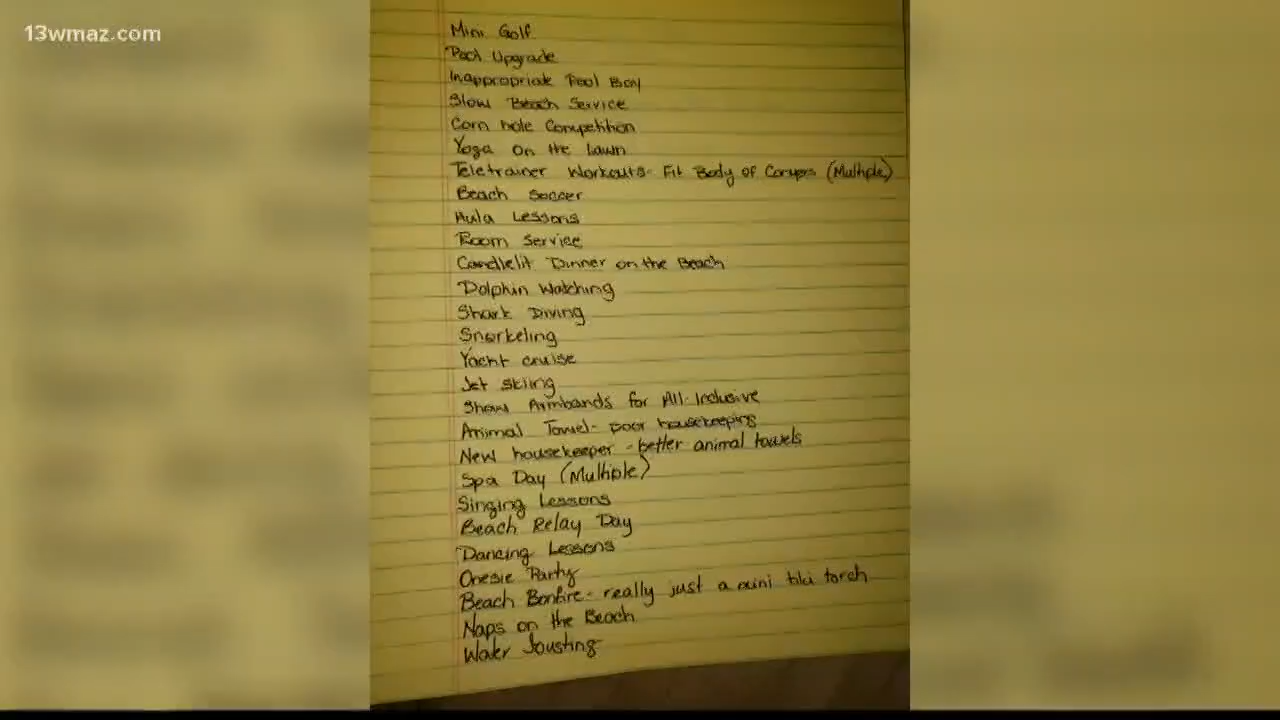 13wmaz.com
Mini Golf
Pool Upgrade
Inappropriate Pool Boy
Slow Beach Service
Corn hole Competition
Yoga on the Lawn
Teletrainer Workouts- Fit Body of Conyers (Multiple)
Beach Soccer
Hula Lessons
Room Service
Candlelit Dinner on the Beach
Dolphin Watching
Shark Diving
Snorkeling
Yacht cruise
Jet skiing
Show Armbands for All-Inclusive
Animal Towel- poor housekeeping
New housekeeper -better animal towels
Spa Day (Multiple)
Singing Lessons
Beach Relay Day
Dancing Lessons
Onesie Party
Beach Bonfire- really just a mini tiki torch
Naps on the Beach
Water Jousting